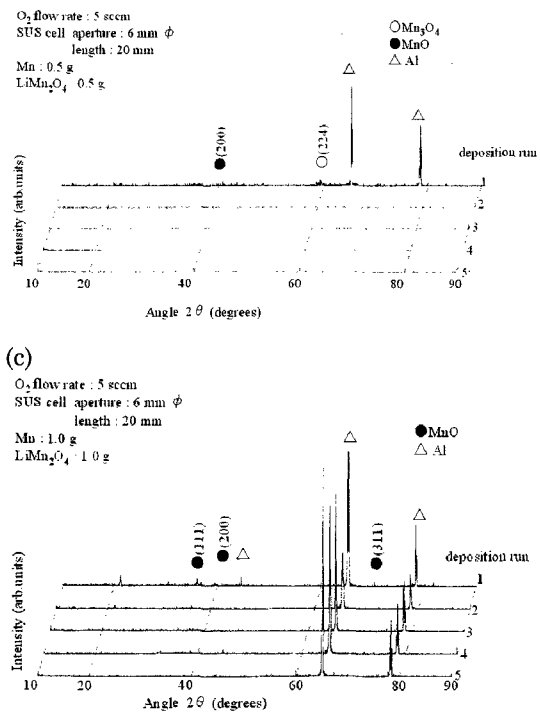 O₂ flow rate : 5 sccm
SUS cell aperture : 6 mm ϕ
length : 20 mm
Mn : 0.5 g
LiMn₂O₄ : 0.5 g
Mn₃O₄
MnO
Al
(200)
(224)
deposition run
1
2
3
4
5
Intensity (arb.units)
10 20 40 60 80 90
Angle 2θ (degrees)
(c)
O₂ flow rate : 5 sccm
SUS cell aperture : 6 mm ϕ
length : 20 mm
Mn : 1.0 g
LiMn₂O₄ : 1.0 g
MnO
Al
(111)
(200)
(311)
deposition run
1
2
3
4
5
Intensity (arb.units)
10 20 40 60 80 90
Angle 2θ (degrees)